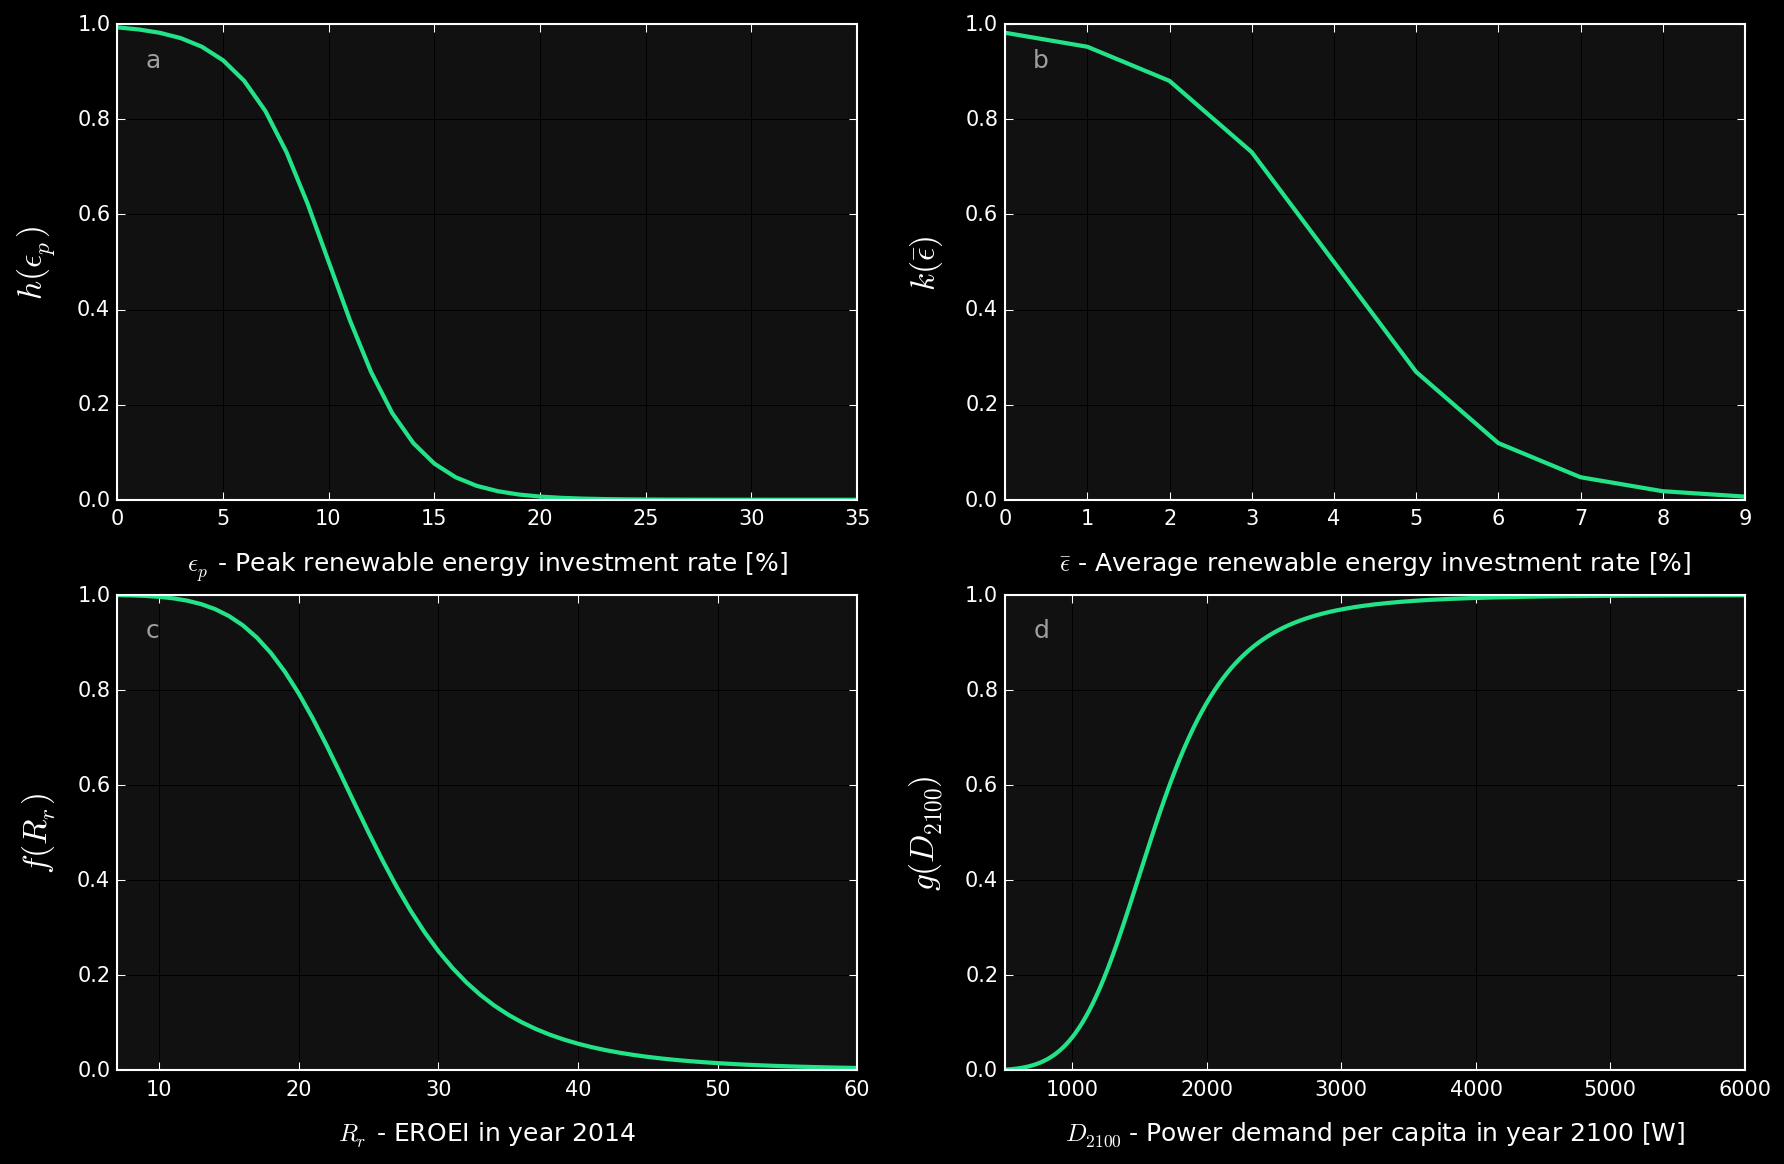 a
h(ϵp)
1.0
0.8
0.6
0.4
0.2
0.0
0 5 10 15 20 25 30 35
ϵp - Peak renewable energy investment rate [%]
b
k(ϵ̄)
1.0
0.8
0.6
0.4
0.2
0.0
0 1 2 3 4 5 6 7 8 9
ϵ̄ - Average renewable energy investment rate [%]
c
f(Rr)
1.0
0.8
0.6
0.4
0.2
0.0
10 20 30 40 50 60
Rr - EROEI in year 2014
d
g(D2100)
1.0
0.8
0.6
0.4
0.2
0.0
1000 2000 3000 4000 5000 6000
D2100 - Power demand per capita in year 2100 [W]